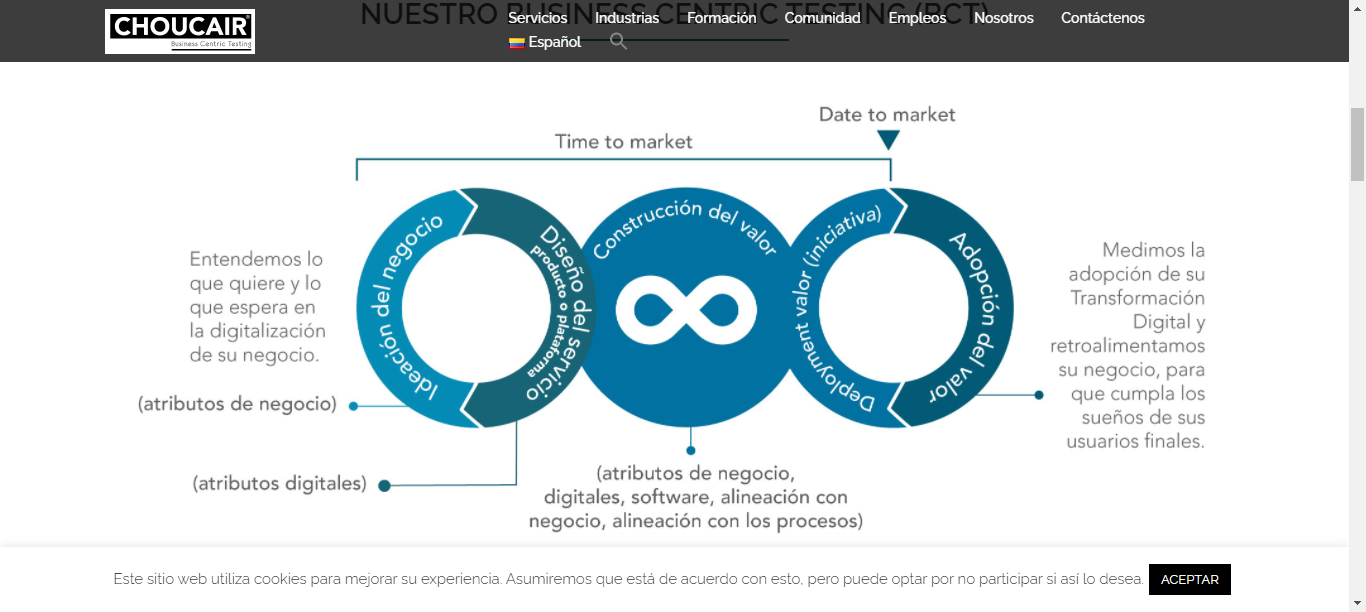 NUESTRO BUSINESS CENTRIC TESTING (BCT)
CHOUCAIR
Business Centric Testing
Servicios Industrias Formación Comunidad Empleos Nosotros Contáctenos
Español
Date to market
Time to market
Ideación del negocio
Diseño del servicio
producto o plataforma
Construcción del valor
Deployment valor (iniciativa)
Adopción del valor
Entendemos lo
que quiere y lo
que espera en
la digitalización
de su negocio.
Medimos la
adopción de su
Transformación
Digital y
retroalimentamos
su negocio, para
que cumpla los
sueños de sus
usuarios finales.
(atributos de negocio)
(atributos digitales)
(atributos de negocio,
digitales, software, alineación con
negocio, alineación con los procesos)
Este sitio web utiliza cookies para mejorar su experiencia. Asumiremos que está de acuerdo con esto, pero puede optar por no participar si así lo desea. ACEPTAR